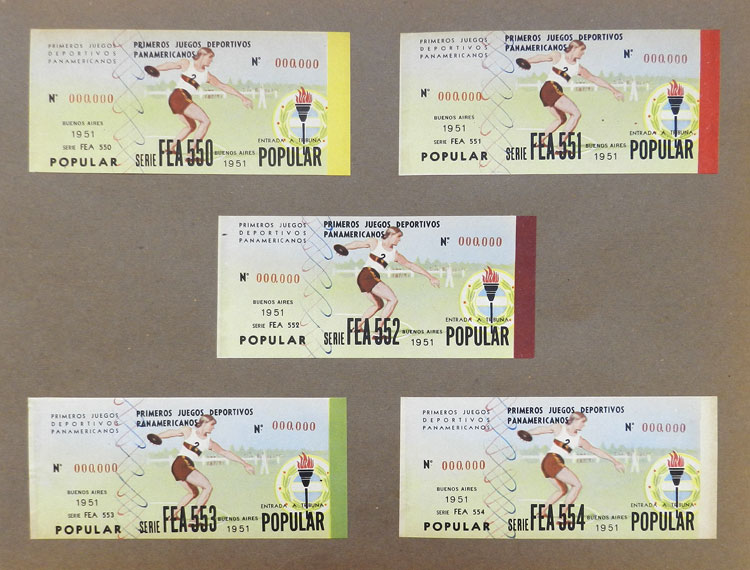 PRIMEROS JUEGOS
DEPORTIVOS
PANAMERICANOS
Nº 000,000
BUENOS AIRES
1951
SERIE FEA 550
POPULAR
PRIMEROS JUEGOS DEPORTIVOS
PANAMERICANOS
Nº 000,000
2
ENTRADA A TRIBUNA
SERIE FEA 550 BUENOS AIRES 1951 POPULAR
PRIMEROS JUEGOS
DEPORTIVOS
PANAMERICANOS
Nº 000,000
BUENOS AIRES
1951
SERIE FEA 551
POPULAR
PRIMEROS JUEGOS DEPORTIVOS
PANAMERICANOS
Nº 000,000
2
ENTRADA A TRIBUNA
SERIE FEA 551 BUENOS AIRES 1951 POPULAR
PRIMEROS JUEGOS
DEPORTIVOS
PANAMERICANOS
Nº 000,000
BUENOS AIRES
1951
SERIE FEA 552
POPULAR
PRIMEROS JUEGOS DEPORTIVOS
PANAMERICANOS
Nº 000,000
2
ENTRADA A TRIBUNA
SERIE FEA 552 BUENOS AIRES 1951 POPULAR
PRIMEROS JUEGOS
DEPORTIVOS
PANAMERICANOS
Nº 000,000
BUENOS AIRES
1951
SERIE FEA 553
POPULAR
PRIMEROS JUEGOS DEPORTIVOS
PANAMERICANOS
Nº 000,000
2
ENTRADA A TRIBUNA
SERIE FEA 553 BUENOS AIRES 1951 POPULAR
PRIMEROS JUEGOS
DEPORTIVOS
PANAMERICANOS
Nº 000,000
BUENOS AIRES
1951
SERIE FEA 554
POPULAR
PRIMEROS JUEGOS DEPORTIVOS
PANAMERICANOS
Nº 000,000
2
ENTRADA A TRIBUNA
SERIE FEA 554 BUENOS AIRES 1951 POPULAR